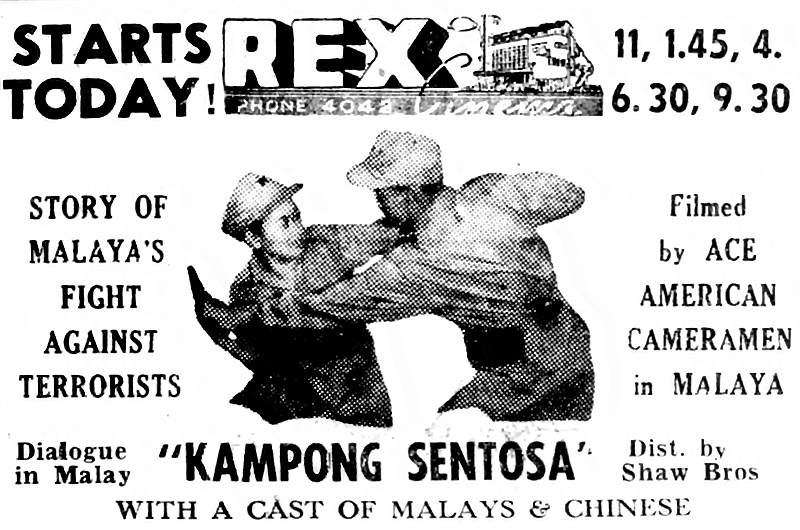 STARTS
TODAY!
REX
PHONE 4042 Cinema
11, 1.45, 4.
6.30, 9.30
STORY OF
MALAYA'S
FIGHT
AGAINST
TERRORISTS
Filmed
by ACE
AMERICAN
CAMERAMEN
in MALAYA
Dialogue
in Malay
"KAMPONG SENTOSA"
Dist. by
Shaw Bros
WITH A CAST OF MALAYS & CHINESE